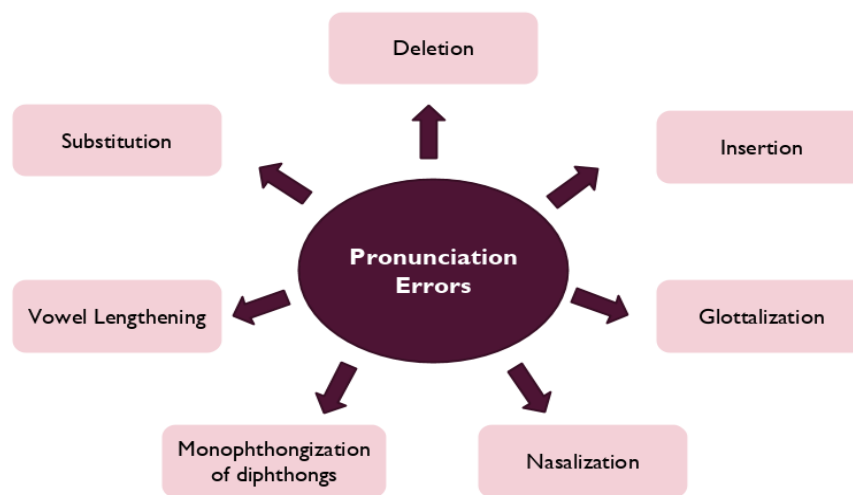 Deletion
Substitution
Insertion
Pronunciation
Errors
Vowel Lengthening
Glottalization
Monophthongization
of diphthongs
Nasalization